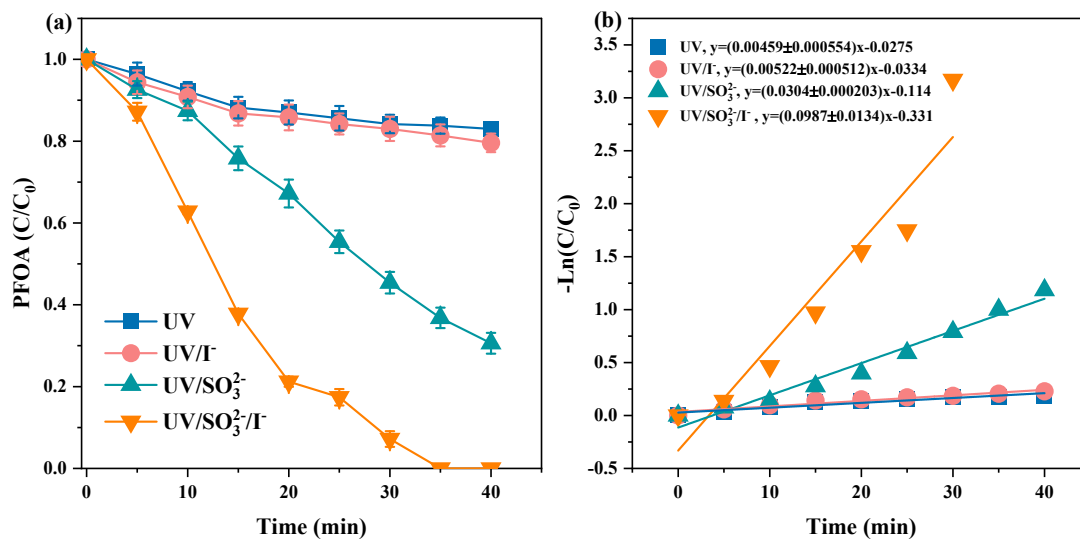 (a)
PFOA (C/C₀)
1.0
0.8
0.6
0.4
0.2
0.0
0
10
20
30
40
Time (min)
UV
UV/I⁻
UV/SO₃²⁻
UV/SO₃²⁻/I⁻
(b)
-Ln(C/C₀)
3.5
3.0
2.5
2.0
1.5
1.0
0.5
0.0
-0.5
0
10
20
30
40
Time (min)
UV, y=(0.00459±0.000554)x-0.0275
UV/I⁻, y=(0.00522±0.000512)x-0.0334
UV/SO₃²⁻, y=(0.0304±0.000203)x-0.114
UV/SO₃²⁻/I⁻ , y=(0.0987±0.0134)x-0.331